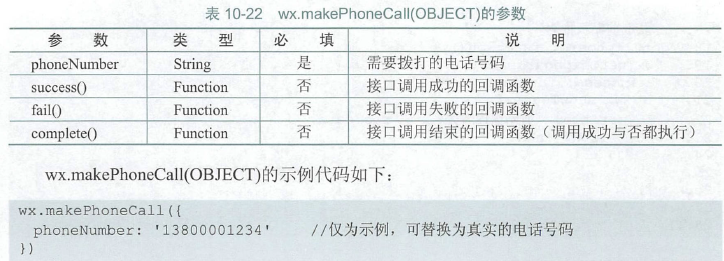 表 10-22 wx.makePhoneCall(OBJECT)的参数
参 数 类 型 必 填 说 明
phoneNumber String 是 需要拨打的电话号码
success() Function 否 接口调用成功的回调函数
fail() Function 否 接口调用失败的回调函数
complete() Function 否 接口调用结束的回调函数（调用成功与否都执行）
wx.makePhoneCall(OBJECT)的示例代码如下：
wx.makePhoneCall({
phoneNumber: '13800001234' //仅为示例，可替换为真实的电话号码
})